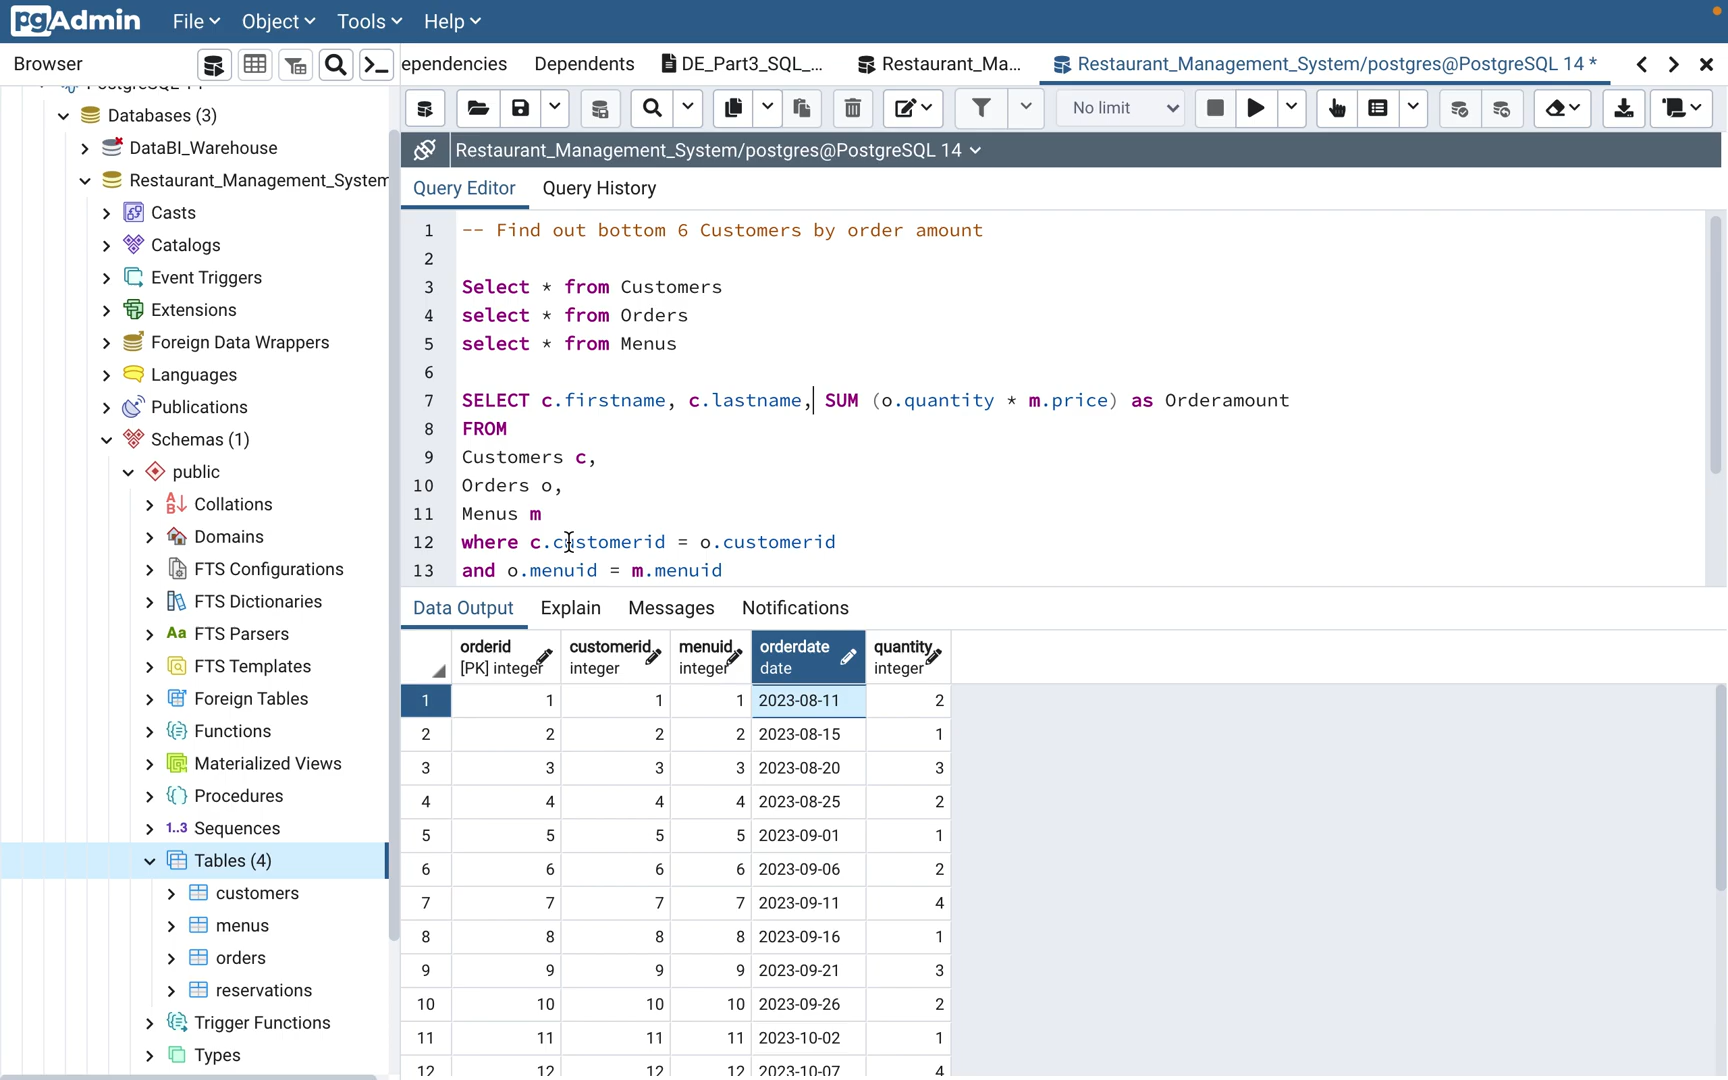 pgAdmin File Object Tools Help
Browser
ependencies Dependents DE_Part3_SQL_... Restaurant_Ma... Restaurant_Management_System/postgres@PostgreSQL 14 *
No limit
Restaurant_Management_System/postgres@PostgreSQL 14
Query Editor Query History
Databases (3)
DataBI_Warehouse
Restaurant_Management_System
Casts
Catalogs
Event Triggers
Extensions
Foreign Data Wrappers
Languages
Publications
Schemas (1)
public
Collations
Domains
FTS Configurations
FTS Dictionaries
FTS Parsers
FTS Templates
Foreign Tables
Functions
Materialized Views
Procedures
1..3 Sequences
Tables (4)
customers
menus
orders
reservations
Trigger Functions
Types
1 -- Find out bottom 6 Customers by order amount
2
3 Select * from Customers
4 select * from Orders
5 select * from Menus
6
7 SELECT c.firstname, c.lastname, SUM (o.quantity * m.price) as Orderamount
8 FROM
9 Customers c,
10 Orders o,
11 Menus m
12 where c.customerid = o.customerid
13 and o.menuid = m.menuid
Data Output Explain Messages Notifications
orderid customerid menuid orderdate quantity
[PK] integer integer integer date integer
1 1 1 1 2023-08-11 2
2 2 2 2 2023-08-15 1
3 3 3 3 2023-08-20 3
4 4 4 4 2023-08-25 2
5 5 5 5 2023-09-01 1
6 6 6 6 2023-09-06 2
7 7 7 7 2023-09-11 4
8 8 8 8 2023-09-16 1
9 9 9 9 2023-09-21 3
10 10 10 10 2023-09-26 2
11 11 11 11 2023-10-02 1
12 12 12 12 2023-10-07 4